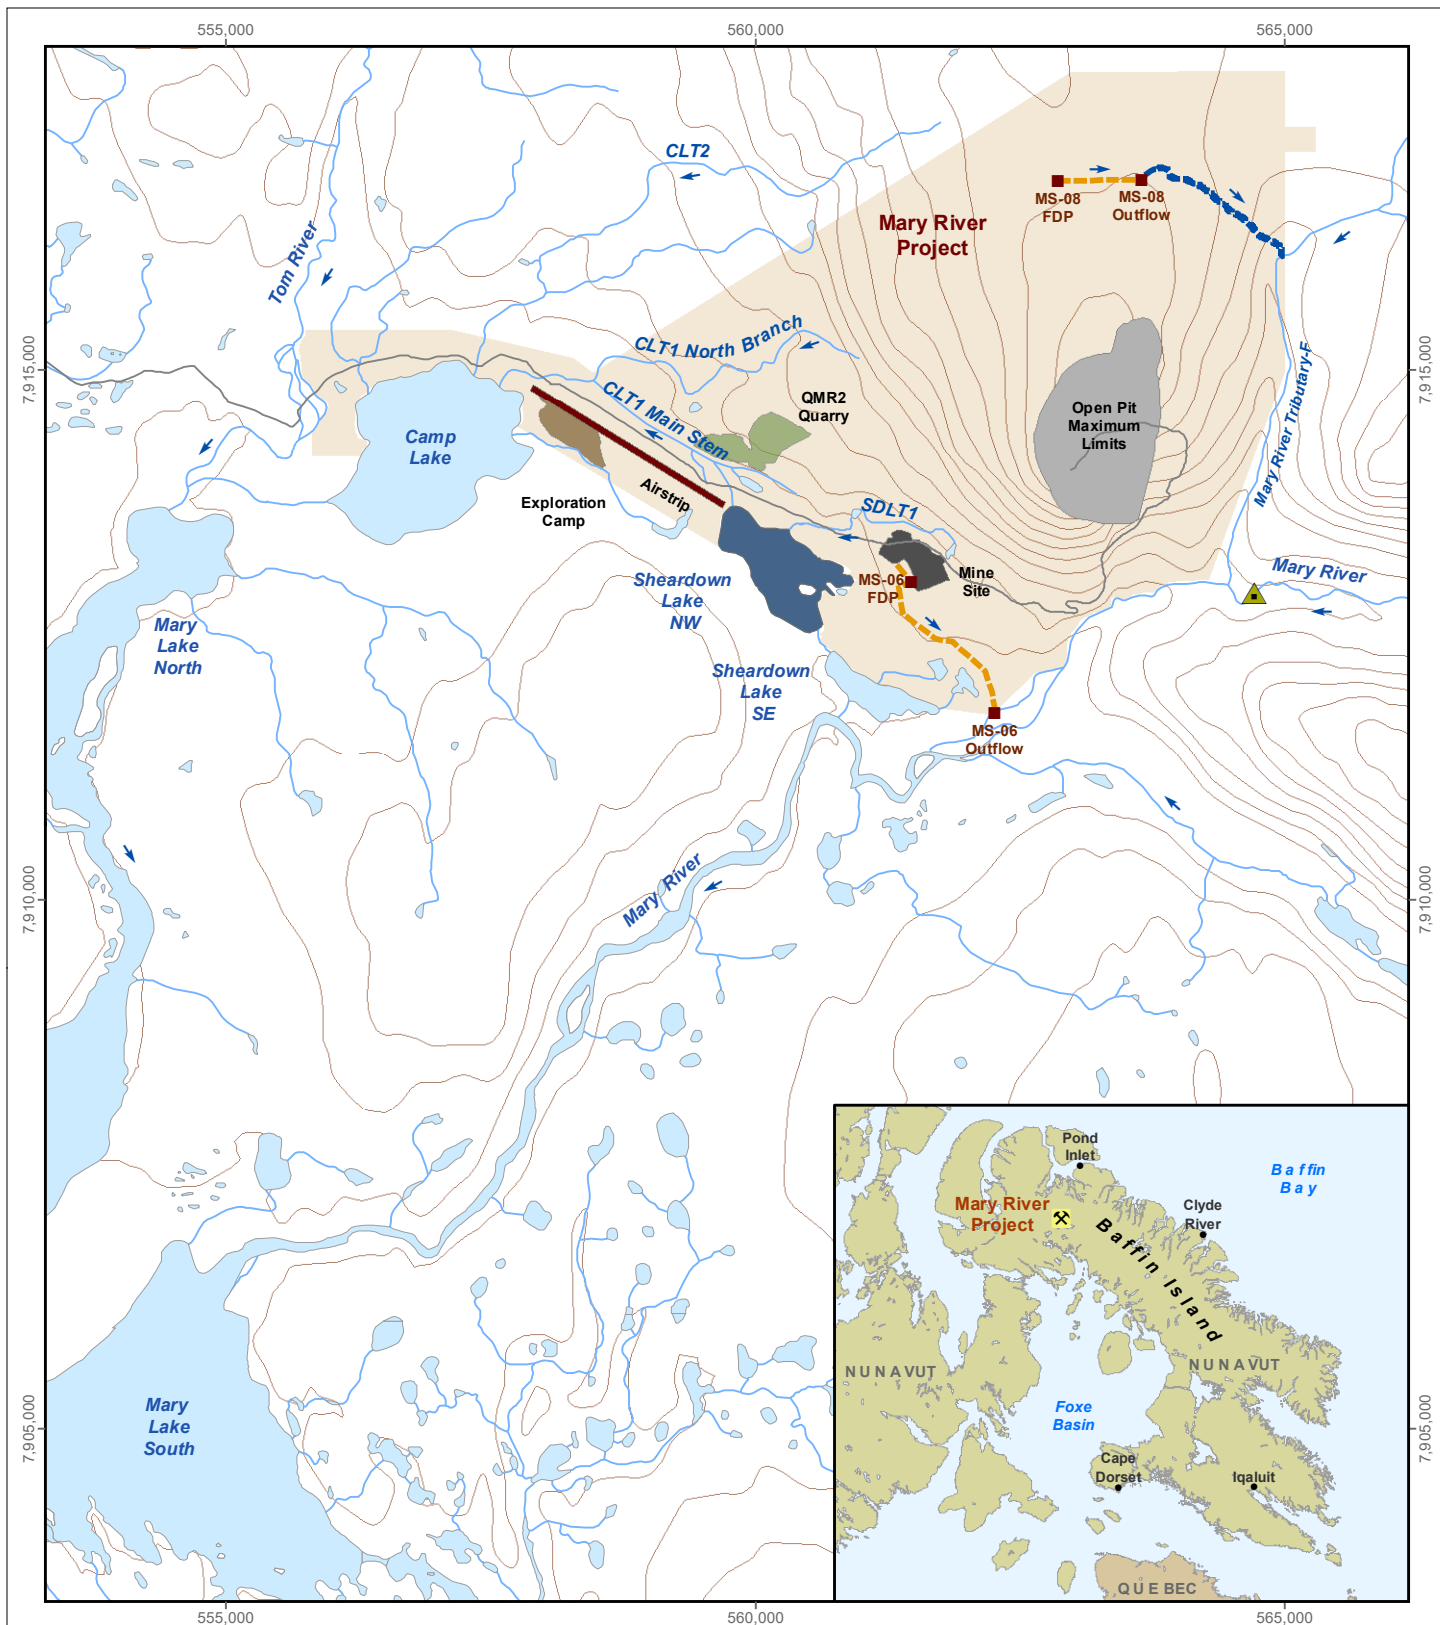 555,000
560,000
565,000
CLT2
MS-08
FDP
MS-08
Outflow
Mary River
Project
Tom River
7,915,000
7,915,000
CLT1 North Branch
CLT1 Main Stem
QMR2
Quarry
Open Pit
Maximum
Limits
Mary River Tributary-F
Camp
Lake
Airstrip
Exploration
Camp
SDLT1
Mine
Site
MS-06
FDP
Mary River
Sheardown
Lake
NW
Mary
Lake
North
Sheardown
Lake
SE
MS-06
Outflow
Mary River
7,910,000
7,910,000
Pond
Inlet
Baffin
Bay
Mary River
Project
Clyde
River
Baffin Island
NUNAVUT
NUNAVUT
Foxe
Basin
Mary
Lake
South
7,905,000
7,905,000
Cape
Dorset
Iqaluit
QUEBEC
555,000
560,000
565,000